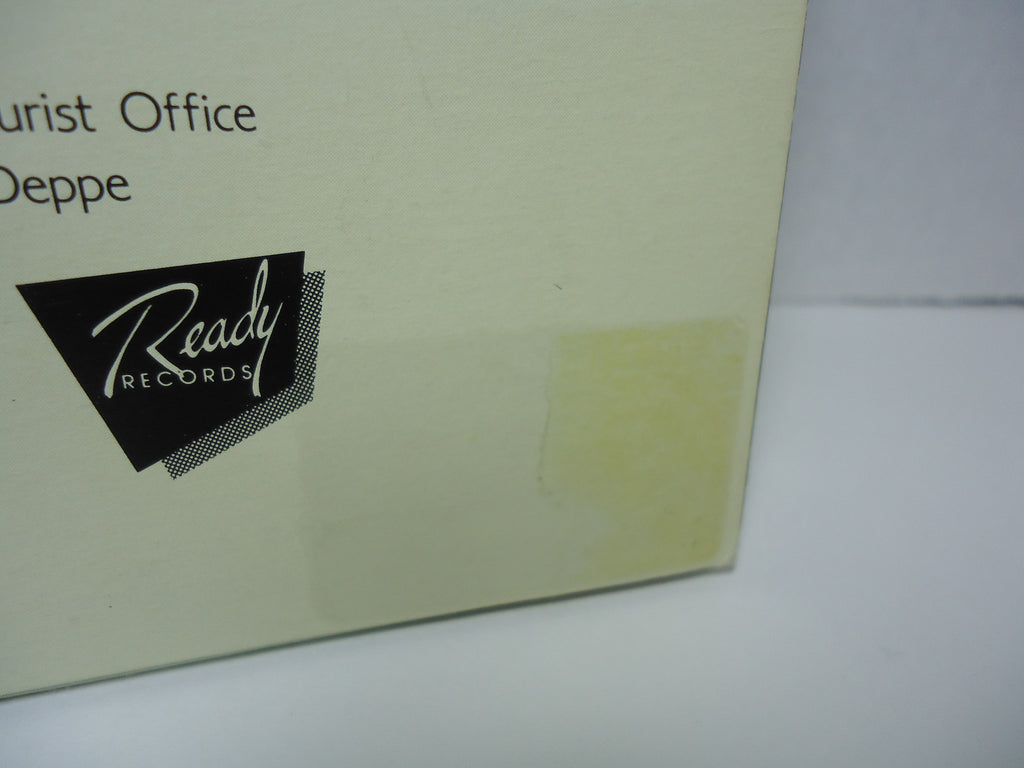 urist Office
Deppe
Ready
RECORDS